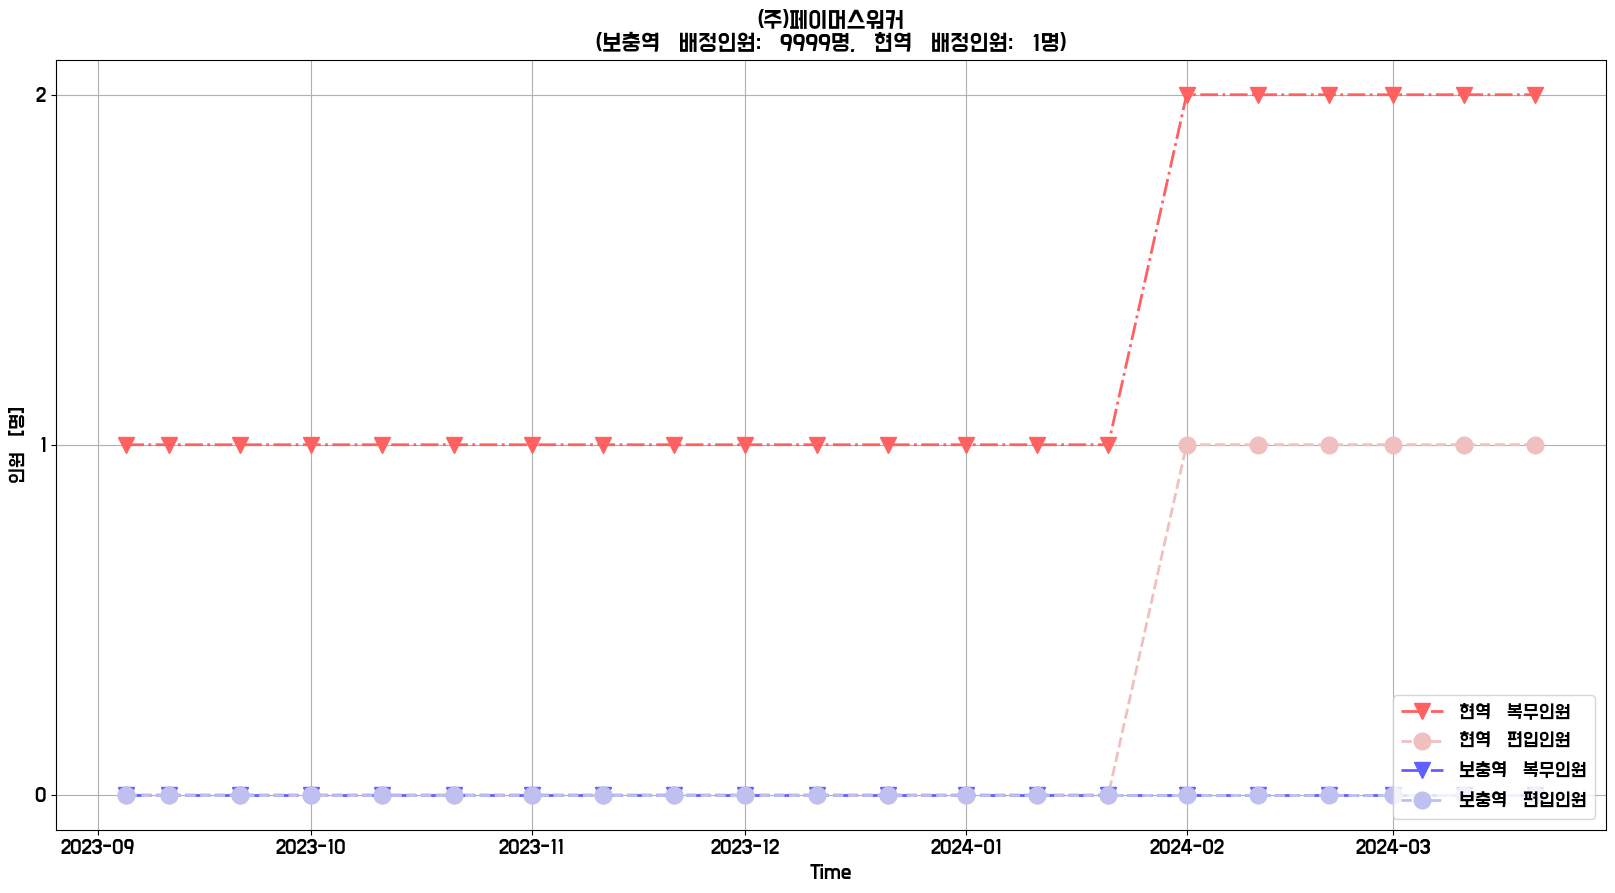 (주)페이머스워커
(보충역 배정인원: 9999명, 현역 배정인원: 1명)
인원 [명]
2
1
0
2023-09
2023-10
2023-11
2023-12
2024-01
2024-02
2024-03
Time
현역 복무인원
현역 편입인원
보충역 복무인원
보충역 편입인원